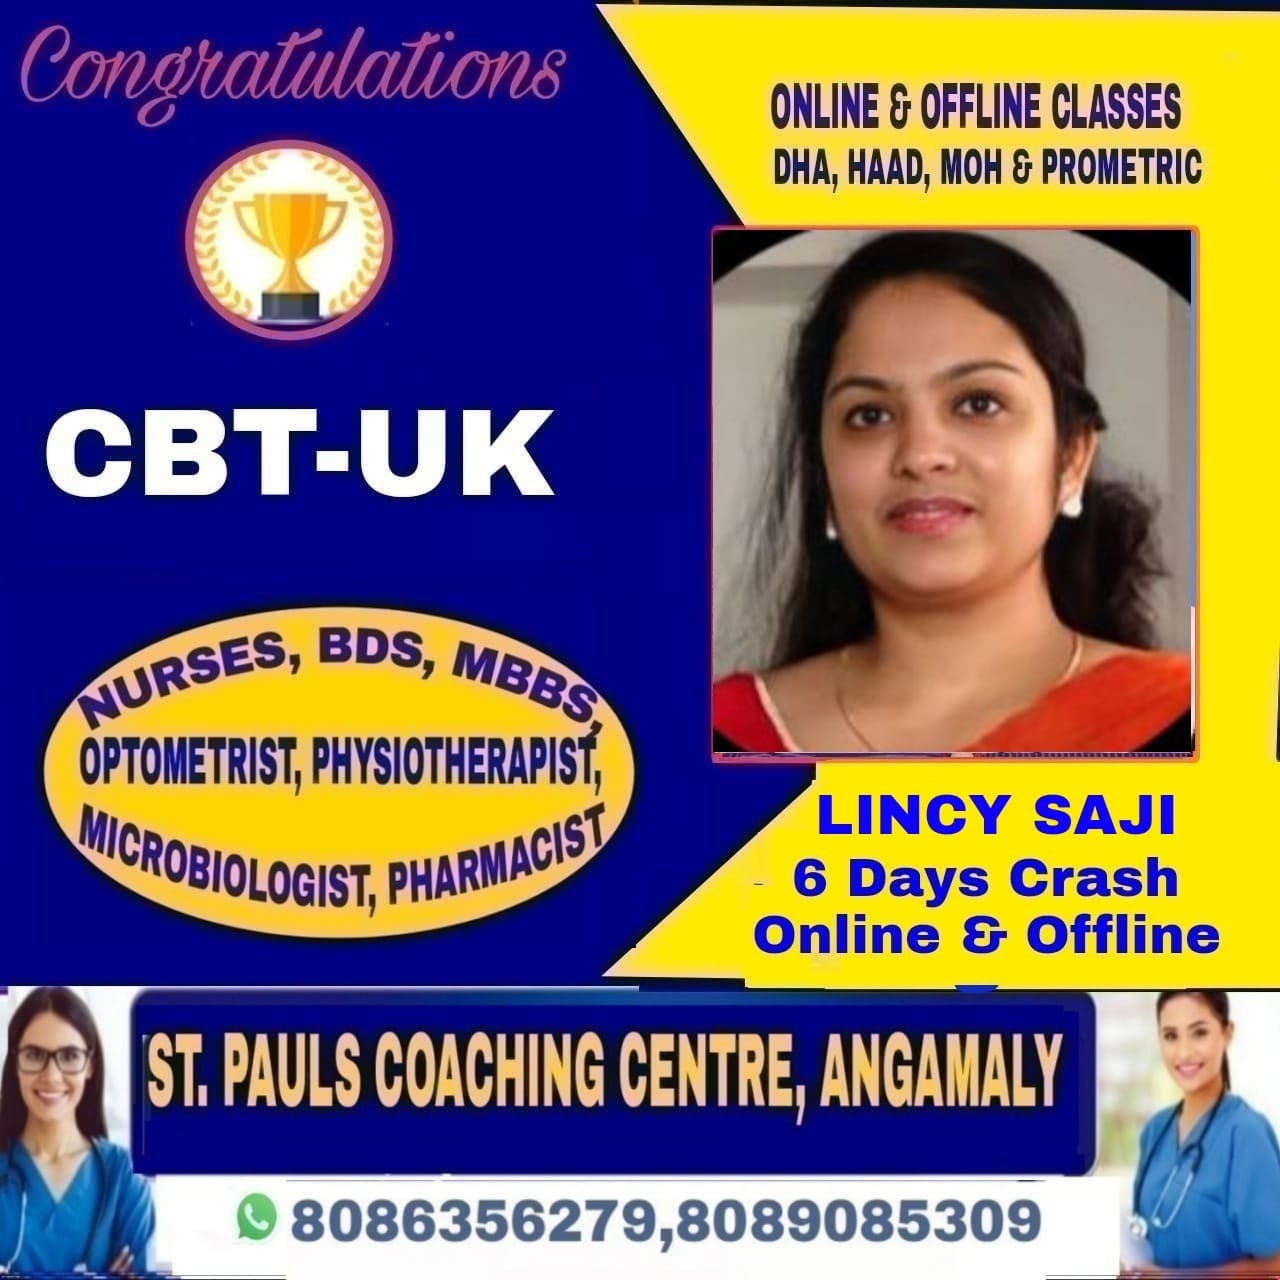 Congratulations
ONLINE & OFFLINE CLASSES
DHA, HAAD, MOH & PROMETRIC
CBT-UK
NURSES, BDS, MBBS,
OPTOMETRIST, PHYSIOTHERAPIST,
MICROBIOLOGIST, PHARMACIST
LINCY SAJI
- 6 Days Crash
Online & Offline
ST. PAULS COACHING CENTRE, ANGAMALY
8086356279,8089085309